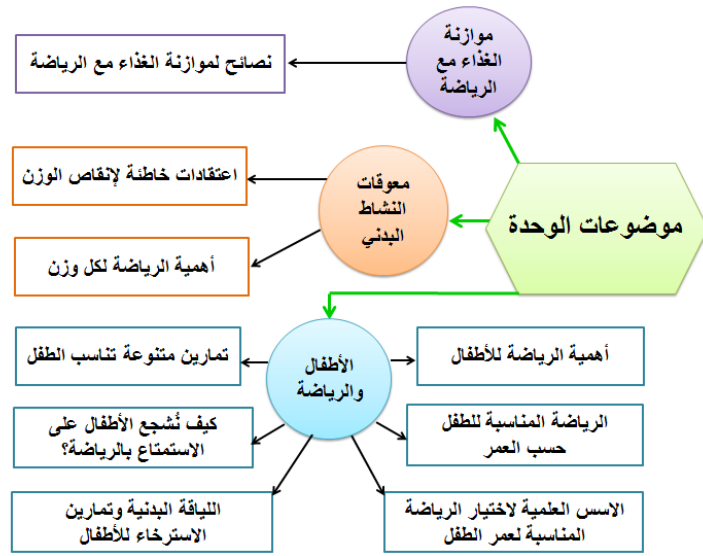 موضوعات الوحدة
موازنة
الغذاء مع
الرياضة
نصائح لموازنة الغذاء مع الرياضة
معوقات
النشاط
البدني
اعتقادات خاطئة لإنقاص الوزن
أهمية الرياضة لكل وزن
الأطفال
والرياضة
أهمية الرياضة للأطفال
الرياضة المناسبة للطفل
حسب العمر
الاسس العلمية لاختيار الرياضة
المناسبة لعمر الطفل
تمارين متنوعة تناسب الطفل
كيف نُشجع الأطفال على
الاستمتاع بالرياضة؟
اللياقة البدنية وتمارين
الاسترخاء للأطفال